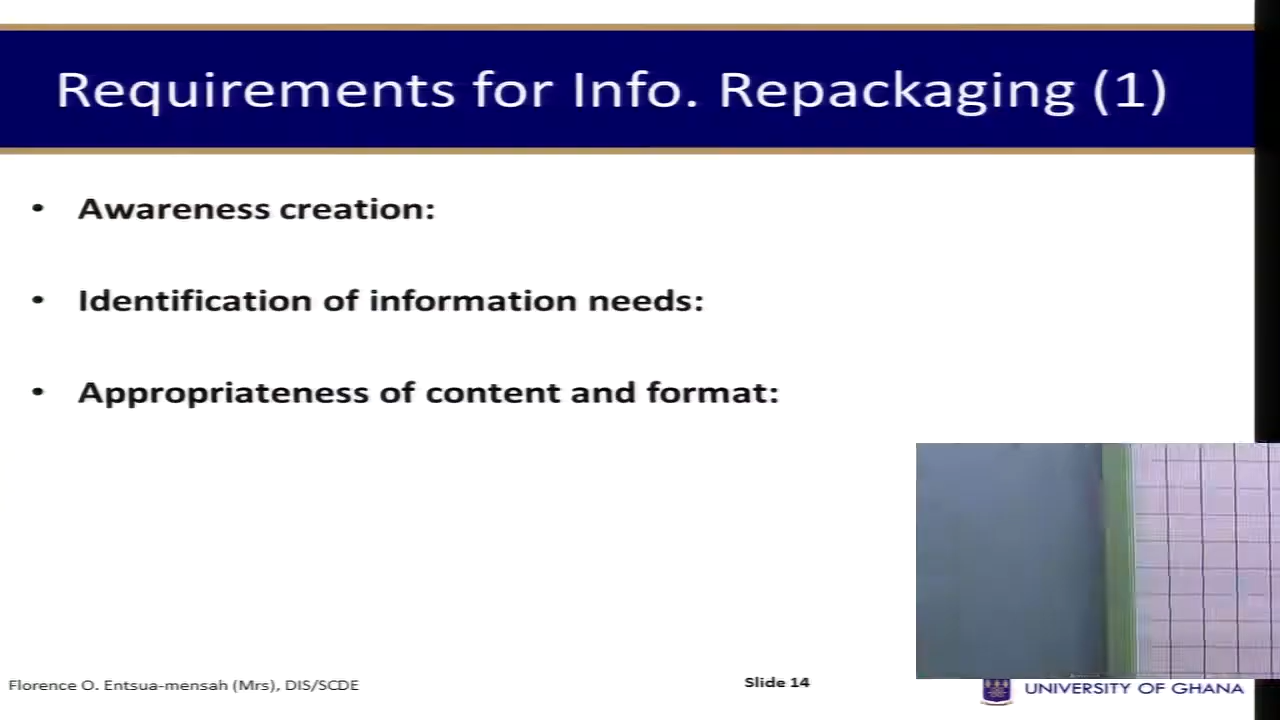 Requirements for Info. Repackaging (1)
• Awareness creation:
• Identification of information needs:
• Appropriateness of content and format:
Florence O. Entsua-mensah (Mrs), DIS/SCDE
Slide 14
UNIVERSITY OF GHANA